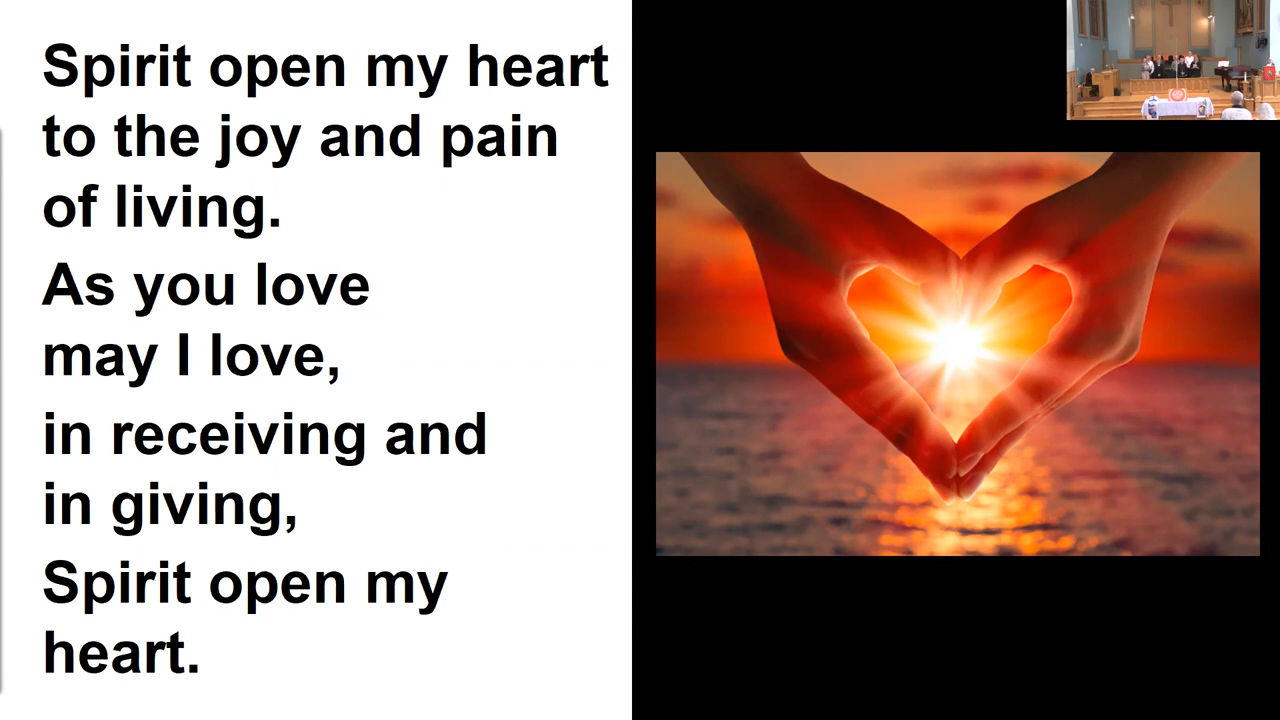 Spirit open my heart
to the joy and pain
of living.
As you love
may I love,
in receiving and
in giving,
Spirit open my
heart.